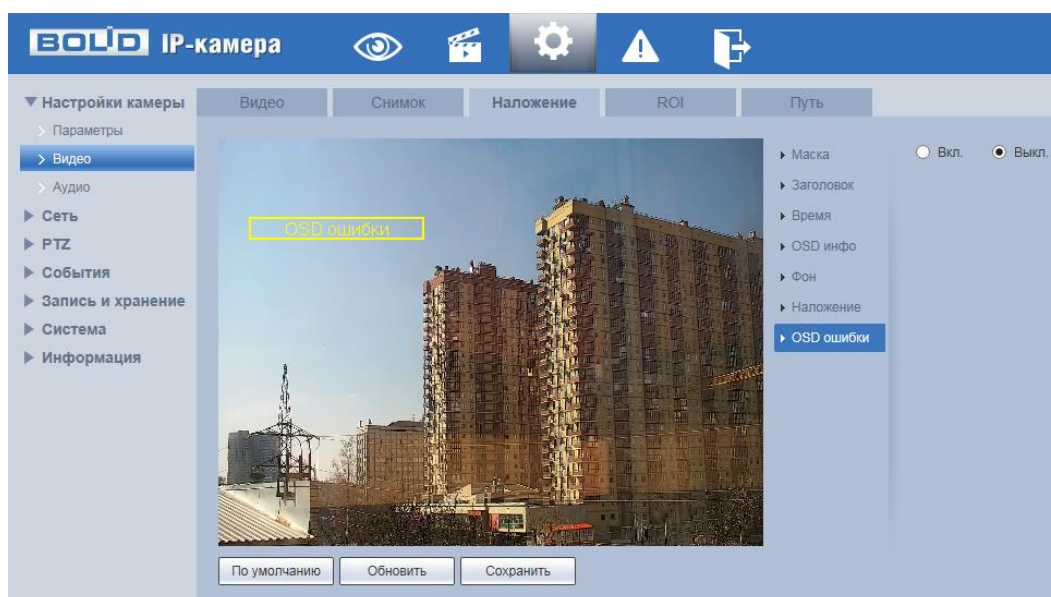 BOLID IP-камера
Настройки камеры
Параметры
Видео
Аудио
Сеть
PTZ
События
Запись и хранение
Система
Информация
Видео Снимок Наложение ROI Путь
OSD ошибки
Маска
Заголовок
Время
OSD инфо
Фон
Наложение
OSD ошибки
Вкл. Выкл.
По умолчанию Обновить Сохранить